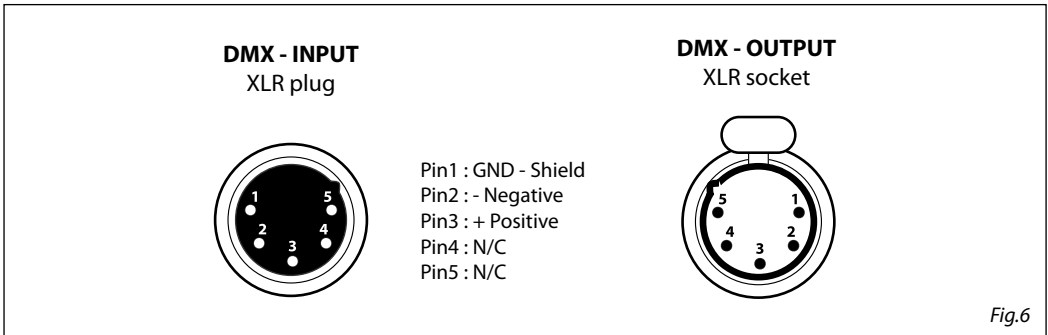 DMX - INPUT
XLR plug
DMX - OUTPUT
XLR socket
1
5
2
4
3
Pin1 : GND - Shield
Pin2 : - Negative
Pin3 : + Positive
Pin4 : N/C
Pin5 : N/C
5
1
4
2
3
Fig.6